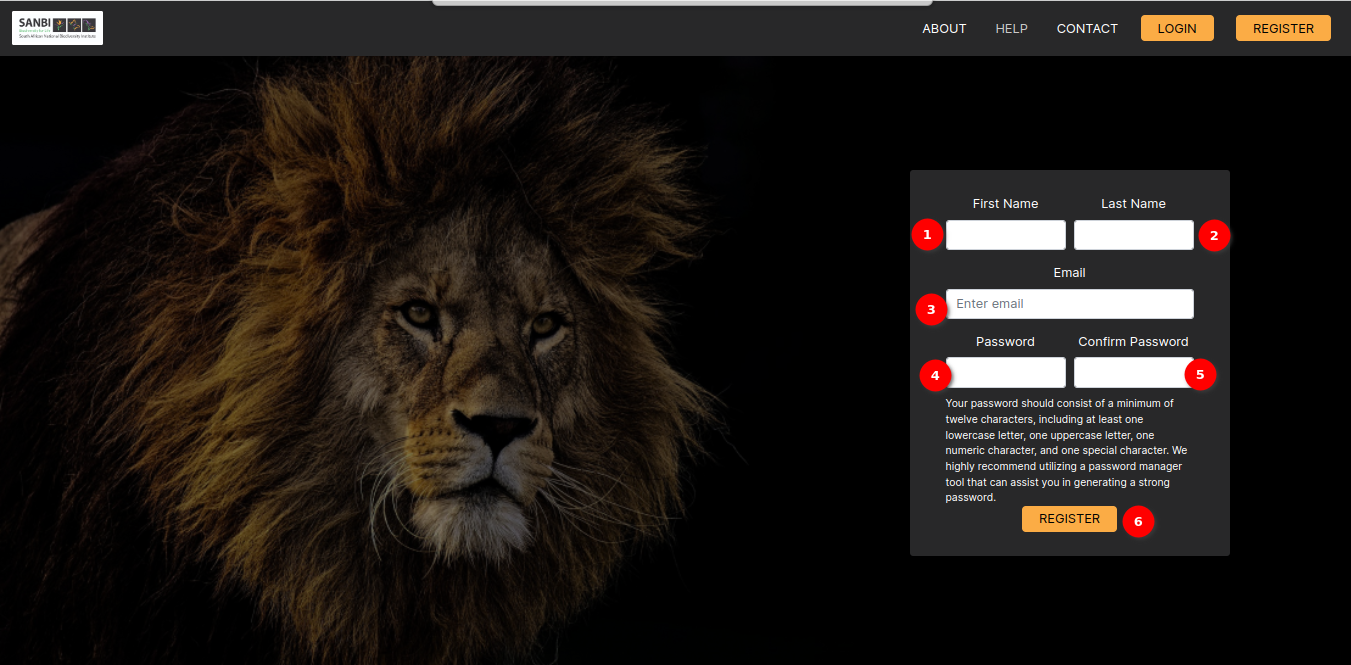 SANBI
South African National Biodiversity Institute
ABOUT
HELP
CONTACT
LOGIN
REGISTER
First Name
Last Name
1
2
Email
3
Enter email
Password
Confirm Password
4
5
Your password should consist of a minimum of
twelve characters, including at least one
lowercase letter, one uppercase letter, one
numeric character, and one special character. We
highly recommend utilizing a password manager
tool that can assist you in generating a strong
password.
REGISTER
6